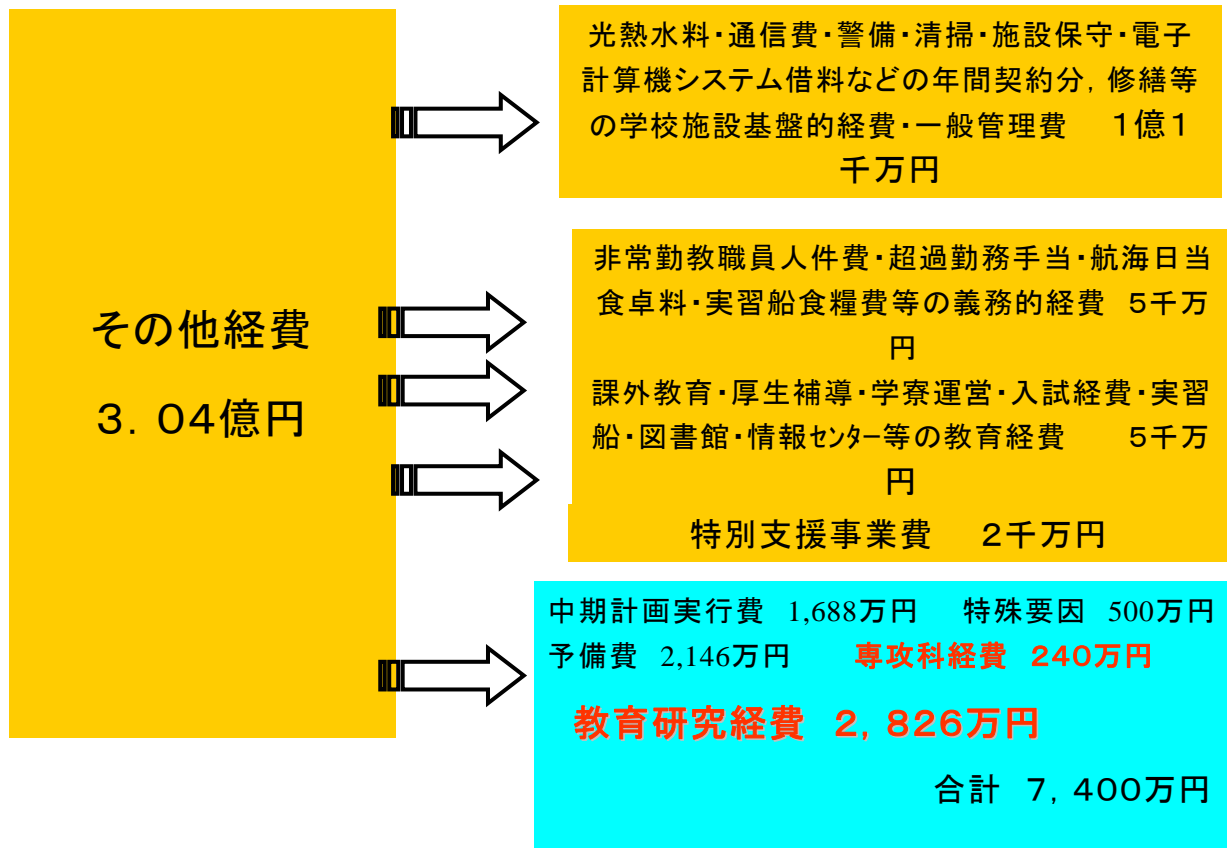 その他経費
３．０４億円
光熱水料・通信費・警備・清掃・施設保守・電子
計算機システム借料などの年間契約分，修繕等
の学校施設基盤的経費・一般管理費　１億１
千万円
非常勤教職員人件費・超過勤務手当・航海日当
食卓料・実習船食糧費等の義務的経費　５千万
円
課外教育・厚生補導・学寮運営・入試経費・実習
船・図書館・情報ｾﾝﾀｰ等の教育経費　５千万
円
特別支援事業費　２千万円
中期計画実行費　1,688万円　特殊要因　500万円
予備費　2,146万円　専攻科経費　２４０万円
教育研究経費　２，８２６万円
合計　７，４００万円